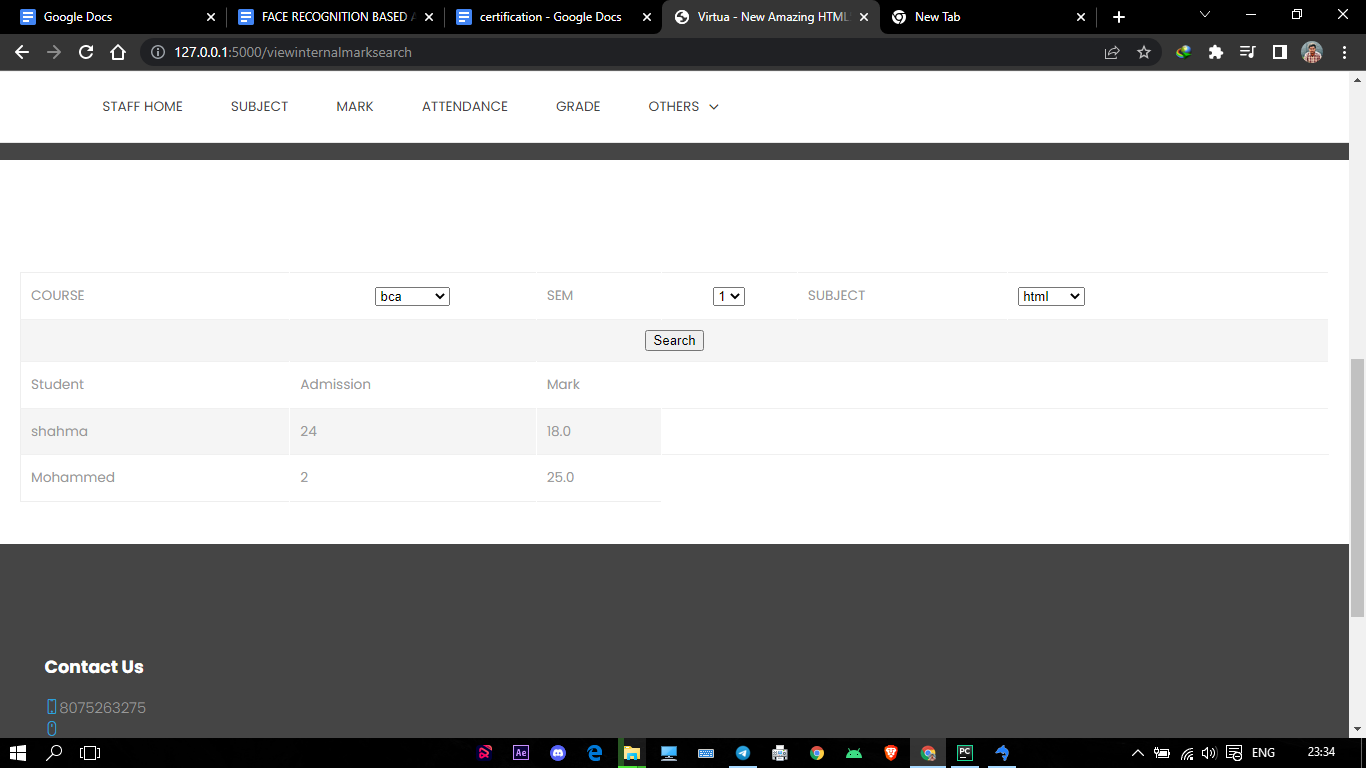 Google Docs
FACE RECOGNITION BASED
certification - Google Docs
Virtua - New Amazing HTML
New Tab
127.0.0.1:5000/viewinternalmarksearch
STAFF HOME SUBJECT MARK ATTENDANCE GRADE OTHERS
COURSE bca SEM 1 SUBJECT html
Search
Student Admission Mark
shahma 24 18.0
Mohammed 2 25.0
Contact Us
8075263275
Ae PC ENG 23:34